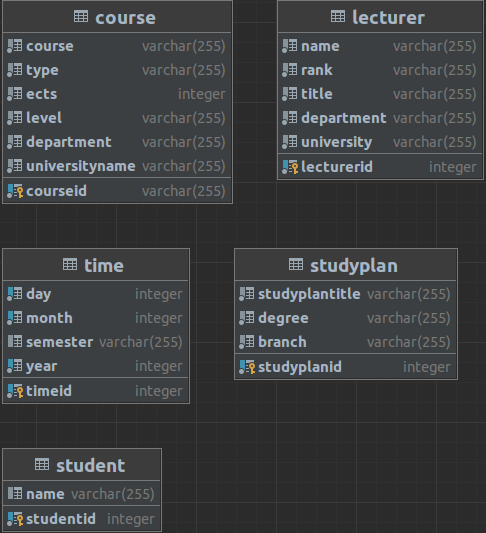 course
course varchar(255)
type varchar(255)
ects integer
level varchar(255)
department varchar(255)
universityname varchar(255)
courseid varchar(255)
lecturer
name varchar(255)
rank varchar(255)
title varchar(255)
department varchar(255)
university varchar(255)
lecturerid integer
time
day integer
month integer
semester varchar(255)
year integer
timeid integer
studyplan
studyplantitle varchar(255)
degree varchar(255)
branch varchar(255)
studyplanid integer
student
name varchar(255)
studentid integer